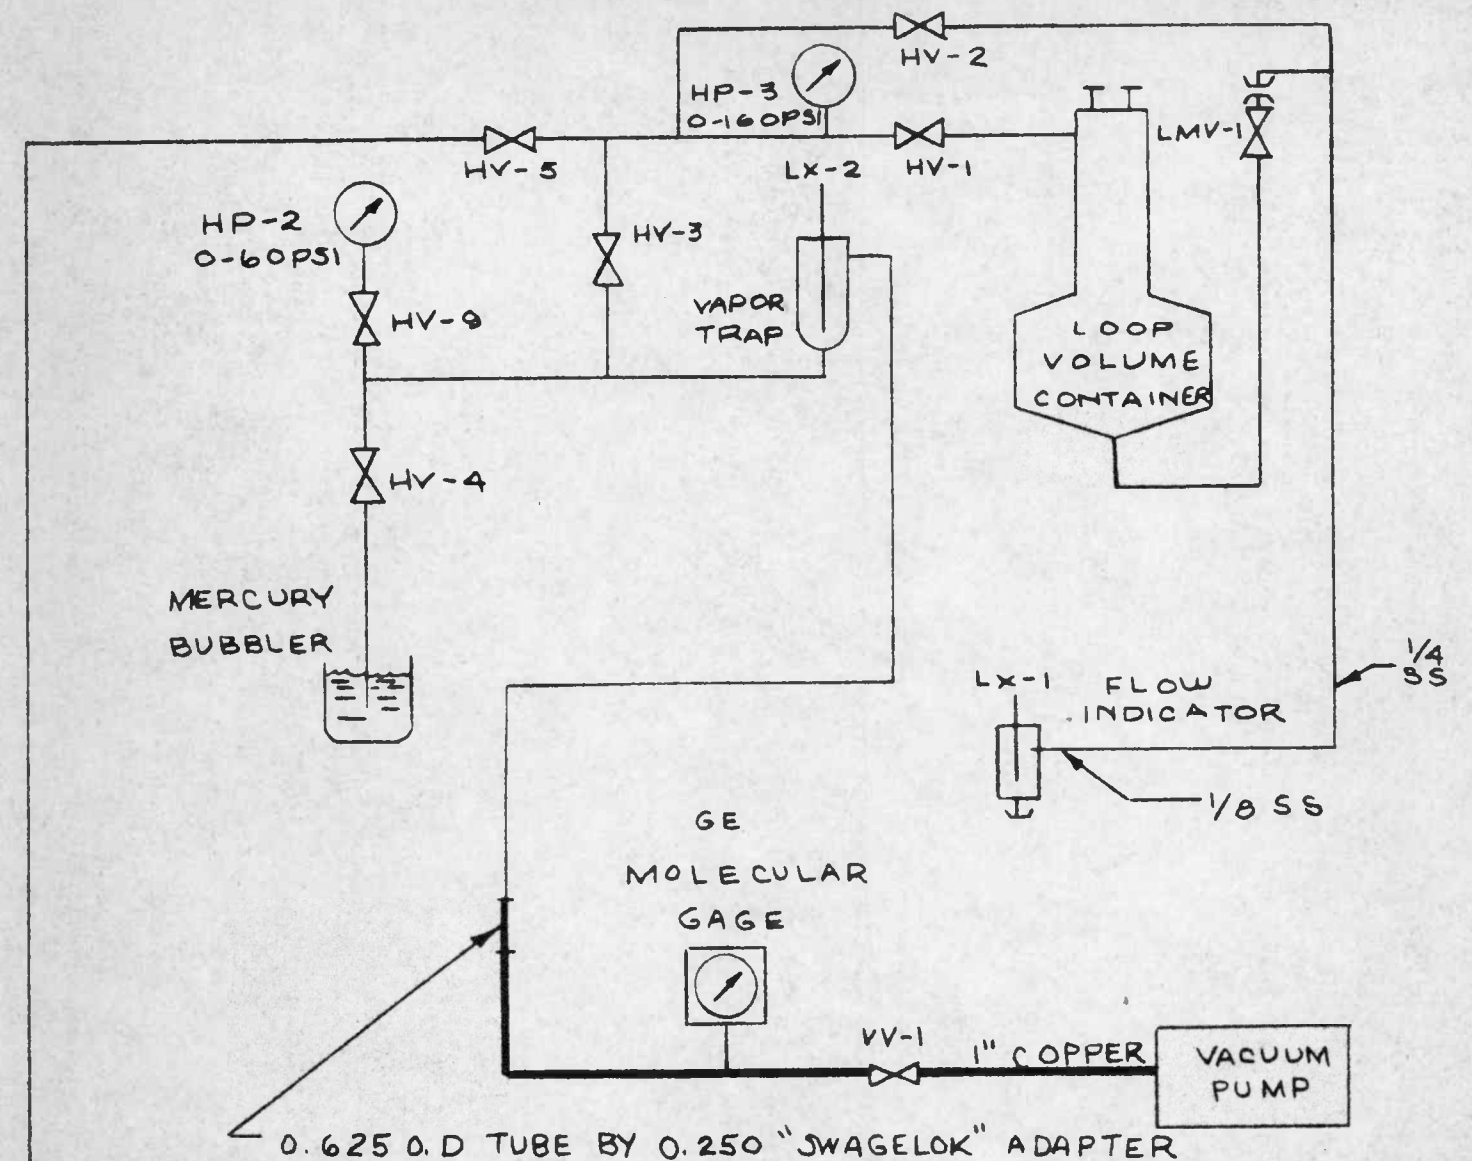 HV-2
HP-3
0-160PSI
LMV-1
HV-5
LX-2
HV-1
HP-2
0-60PSI
HV-3
VAPOR
TRAP
HV-9
LOOP
VOLUME
CONTAINER
HV-4
MERCURY
BUBBLER
1/4
SS
LX-1
FLOW
INDICATOR
1/8 SS
GE
MOLECULAR
GAGE
VV-1
1" COPPER
VACUUM
PUMP
0.625 O.D TUBE BY 0.250 "SWAGELOK" ADAPTER